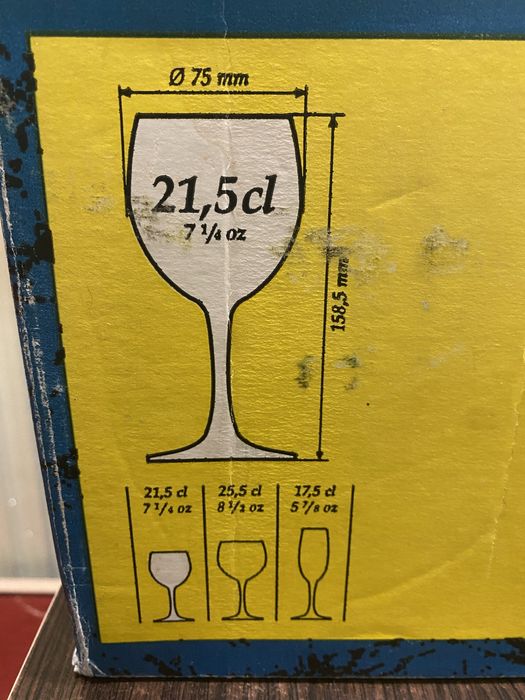 Ø 75 mm
21,5cl
7 1/4 oz
158,5 mm
21,5 cl
7 1/4 oz
25,5 cl
8 1/2 oz
17,5 cl
5 7/8 oz